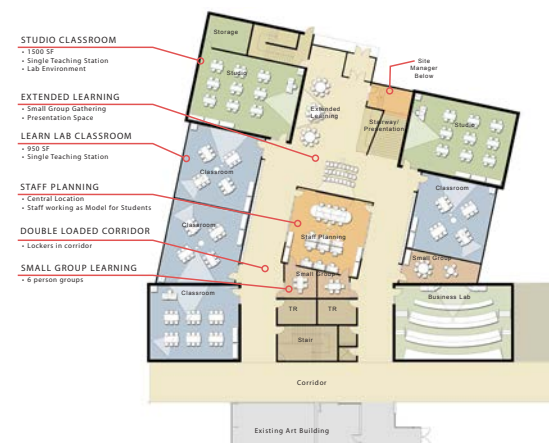 STUDIO CLASSROOM
• 1500 SF
• Single Teaching Station
• Lab Environment
EXTENDED LEARNING
• Small Group Gathering
• Presentation Space
LEARN LAB CLASSROOM
• 950 SF
• Single Teaching Station
STAFF PLANNING
• Central Location
• Staff working as Model for Students
DOUBLE LOADED CORRIDOR
• Lockers in corridor
SMALL GROUP LEARNING
• 6 person groups
Storage
Studio
Extended
Learning
Site
Manager
Below
Stairway/
Presentation
Studio
Classroom
Classroom
Classroom
Staff Planning
Small Group
Small Group
Classroom
TR
TR
Stair
Business Lab
Corridor
Existing Art Building